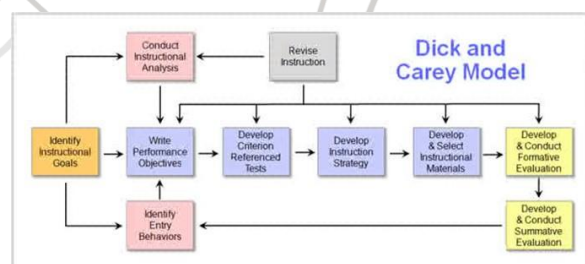 Dick and
Carey Model
Conduct
Instructional
Analysis
Revise
Instruction
Identify
Instructional
Goals
Write
Performance
Objectives
Develop
Criterion
Referenced
Tests
Develop
Instruction
Strategy
Develop
& Select
Instructional
Materials
Develop
& Conduct
Formative
Evaluation
Identify
Entry
Behaviors
Develop
& Conduct
Summative
Evaluation